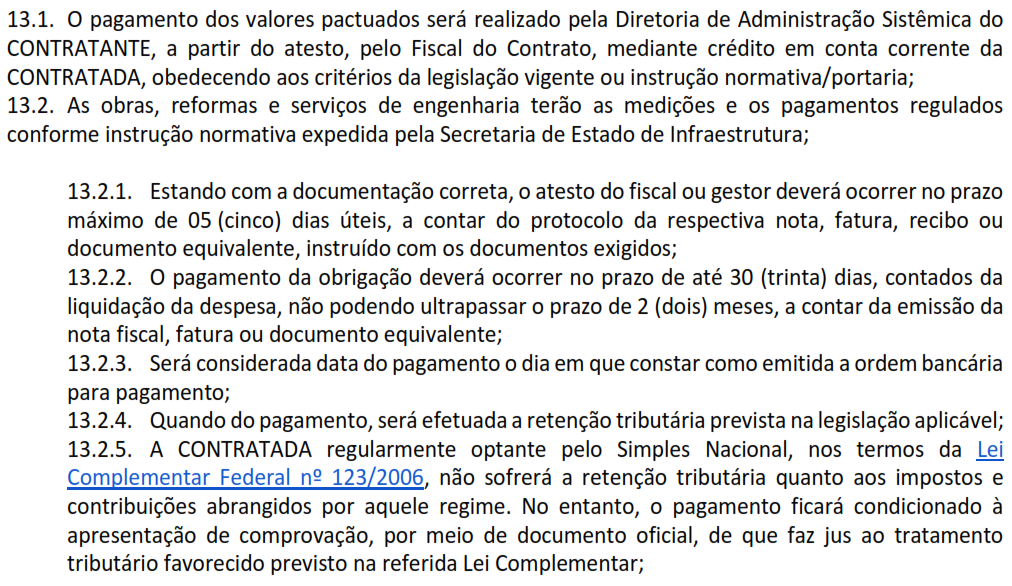 13.1. O pagamento dos valores pactuados será realizado pela Diretoria de Administração Sistêmica do
CONTRATANTE, a partir do atesto, pelo Fiscal do Contrato, mediante crédito em conta corrente da
CONTRATADA, obedecendo aos critérios da legislação vigente ou instrução normativa/portaria;
13.2. As obras, reformas e serviços de engenharia terão as medições e os pagamentos regulados
conforme instrução normativa expedida pela Secretaria de Estado de Infraestrutura;
13.2.1. Estando com a documentação correta, o atesto do fiscal ou gestor deverá ocorrer no prazo
máximo de 05 (cinco) dias úteis, a contar do protocolo da respectiva nota, fatura, recibo ou
documento equivalente, instruído com os documentos exigidos;
13.2.2. O pagamento da obrigação deverá ocorrer no prazo de até 30 (trinta) dias, contados da
liquidação da despesa, não podendo ultrapassar o prazo de 2 (dois) meses, a contar da emissão da
nota fiscal, fatura ou documento equivalente;
13.2.3. Será considerada data do pagamento o dia em que constar como emitida a ordem bancária
para pagamento;
13.2.4. Quando do pagamento, será efetuada a retenção tributária prevista na legislação aplicável;
13.2.5. A CONTRATADA regularmente optante pelo Simples Nacional, nos termos da Lei
Complementar Federal nº 123/2006, não sofrerá a retenção tributária quanto aos impostos e
contribuições abrangidos por aquele regime. No entanto, o pagamento ficará condicionado à
apresentação de comprovação, por meio de documento oficial, de que faz jus ao tratamento
tributário favorecido previsto na referida Lei Complementar;